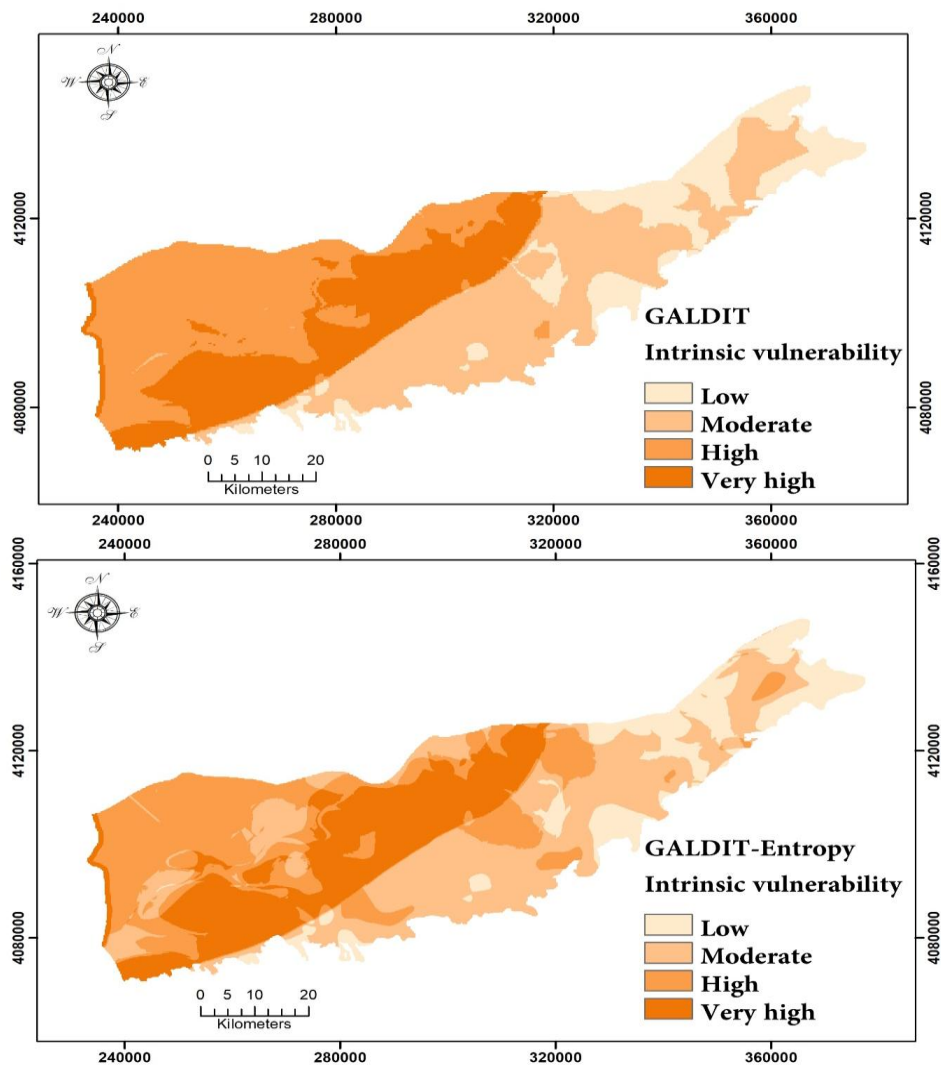 240000 280000 320000 360000
N
W E
S
4120000 4120000
GALDIT
Intrinsic vulnerability
4080000 4080000
Low
Moderate
High
Very high
0 5 10 20
Kilometers
240000 280000 320000 360000
240000 280000 320000 360000
4160000 4160000
N
W E
S
4120000 4120000
GALDIT-Entropy
Intrinsic vulnerability
4080000 4080000
Low
Moderate
High
Very high
0 5 10 20
Kilometers
240000 280000 320000 360000